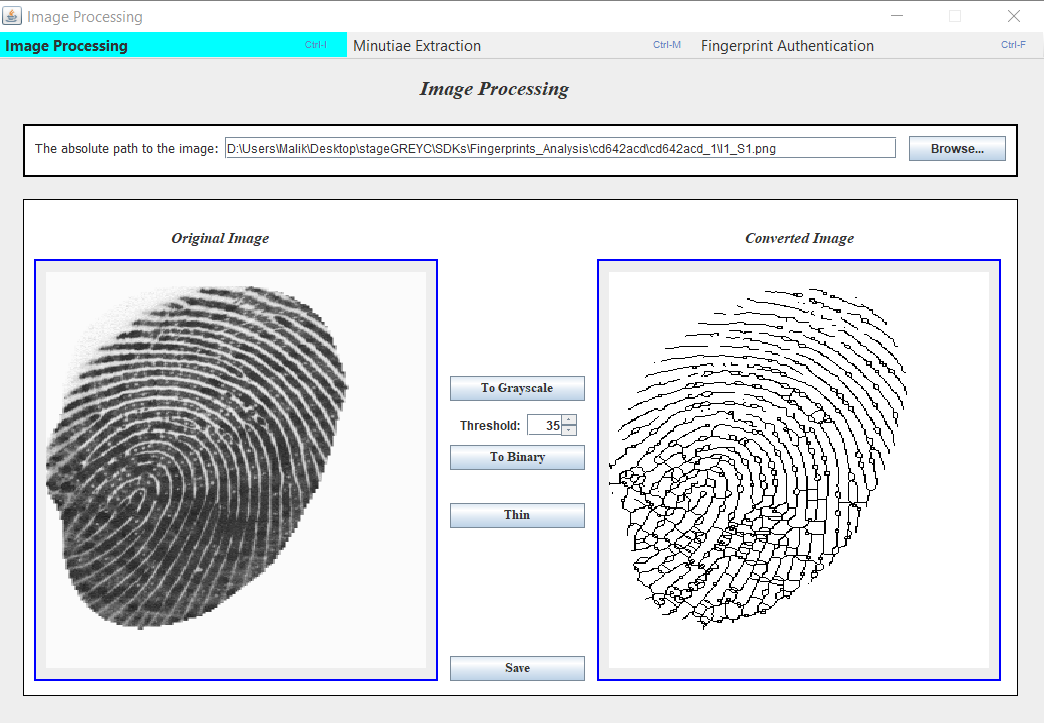 Image Processing
Image Processing Ctrl-I Minutiae Extraction Ctrl-M Fingerprint Authentication Ctrl-F
Image Processing
The absolute path to the image: D:\Users\Malik\Desktop\stageGREYC\SDKs\Fingerprints_Analysis\cd642acd\cd642acd_1\I1_S1.png Browse...
Original Image Converted Image
To Grayscale
Threshold: 35
To Binary
Thin
Save